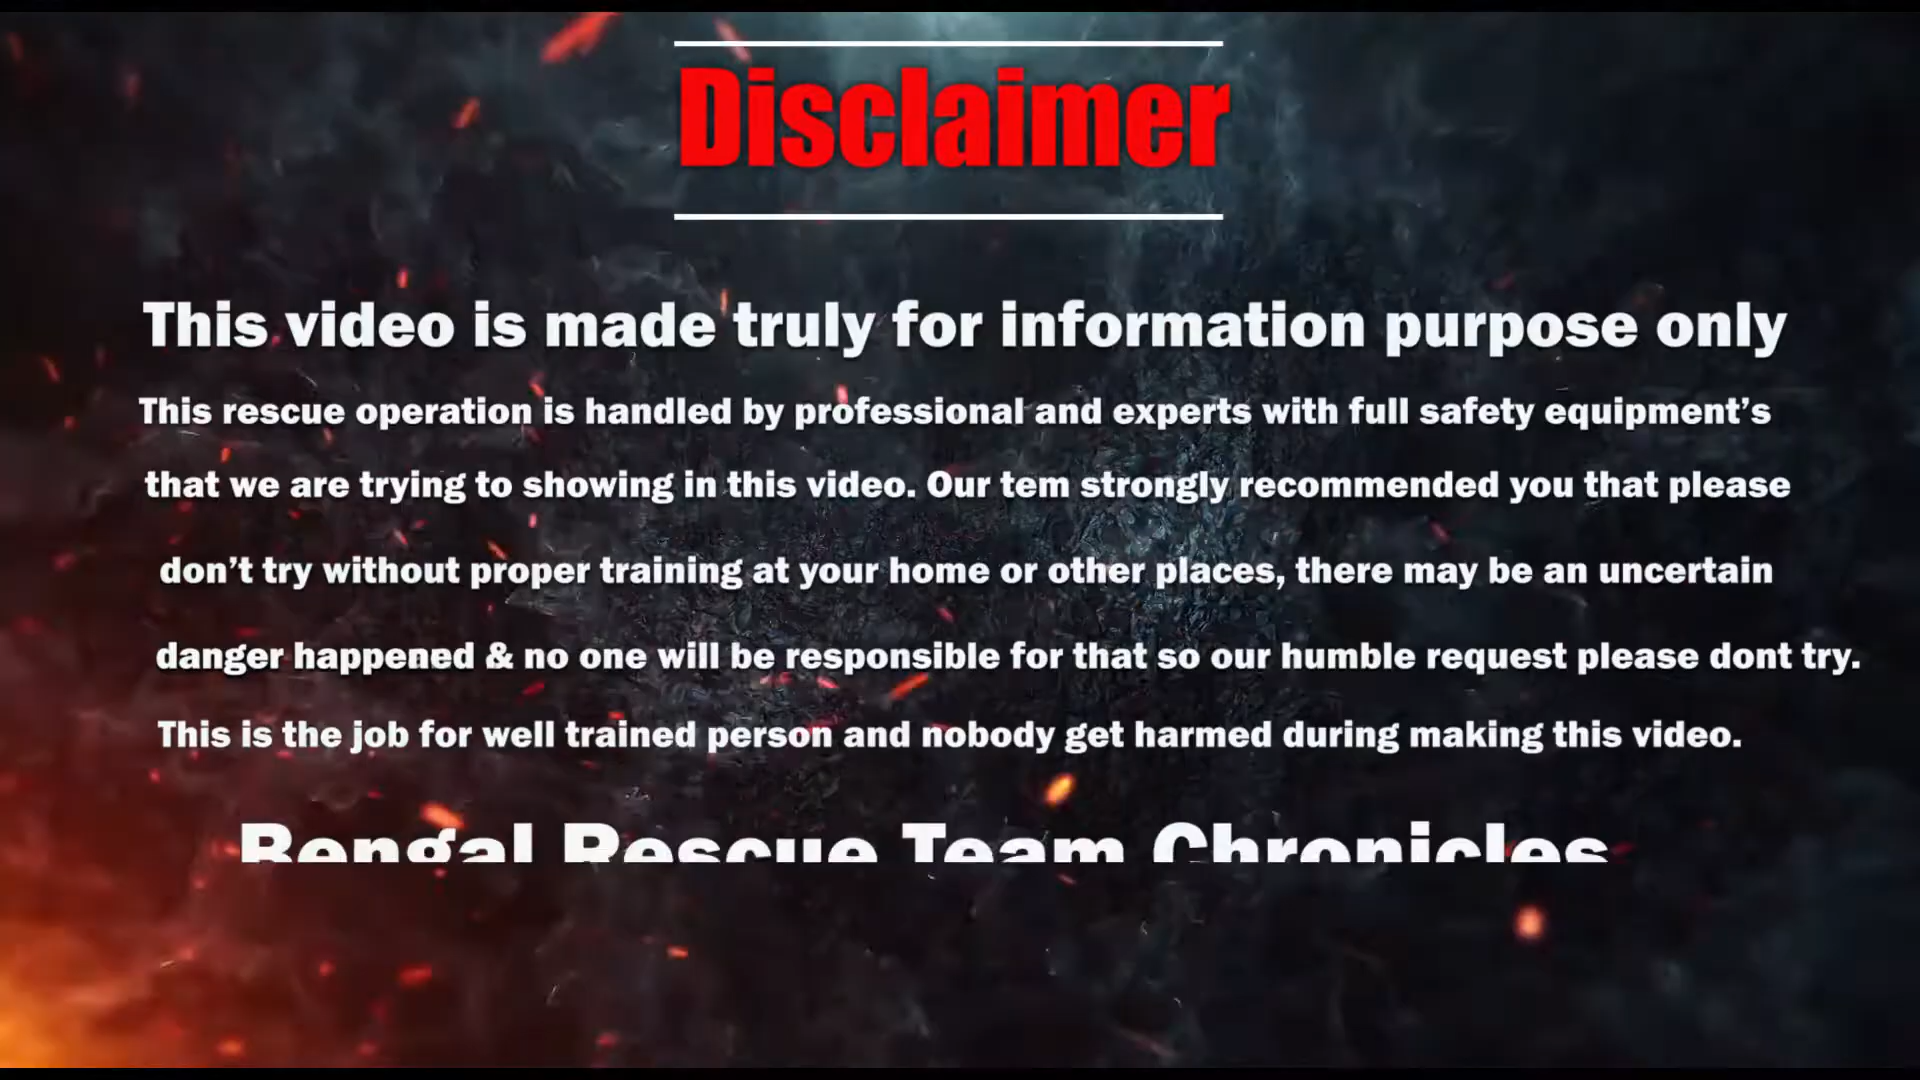 Disclaimer
This video is made truly for information purpose only
This rescue operation is handled by professional and experts with full safety equipment's
that we are trying to showing in this video. Our tem strongly recommended you that please
don't try without proper training at your home or other places, there may be an uncertain
danger happened & no one will be responsible for that so our humble request please dont try.
This is the job for well trained person and nobody get harmed during making this video.
Bengal Rescue Team Chronicles